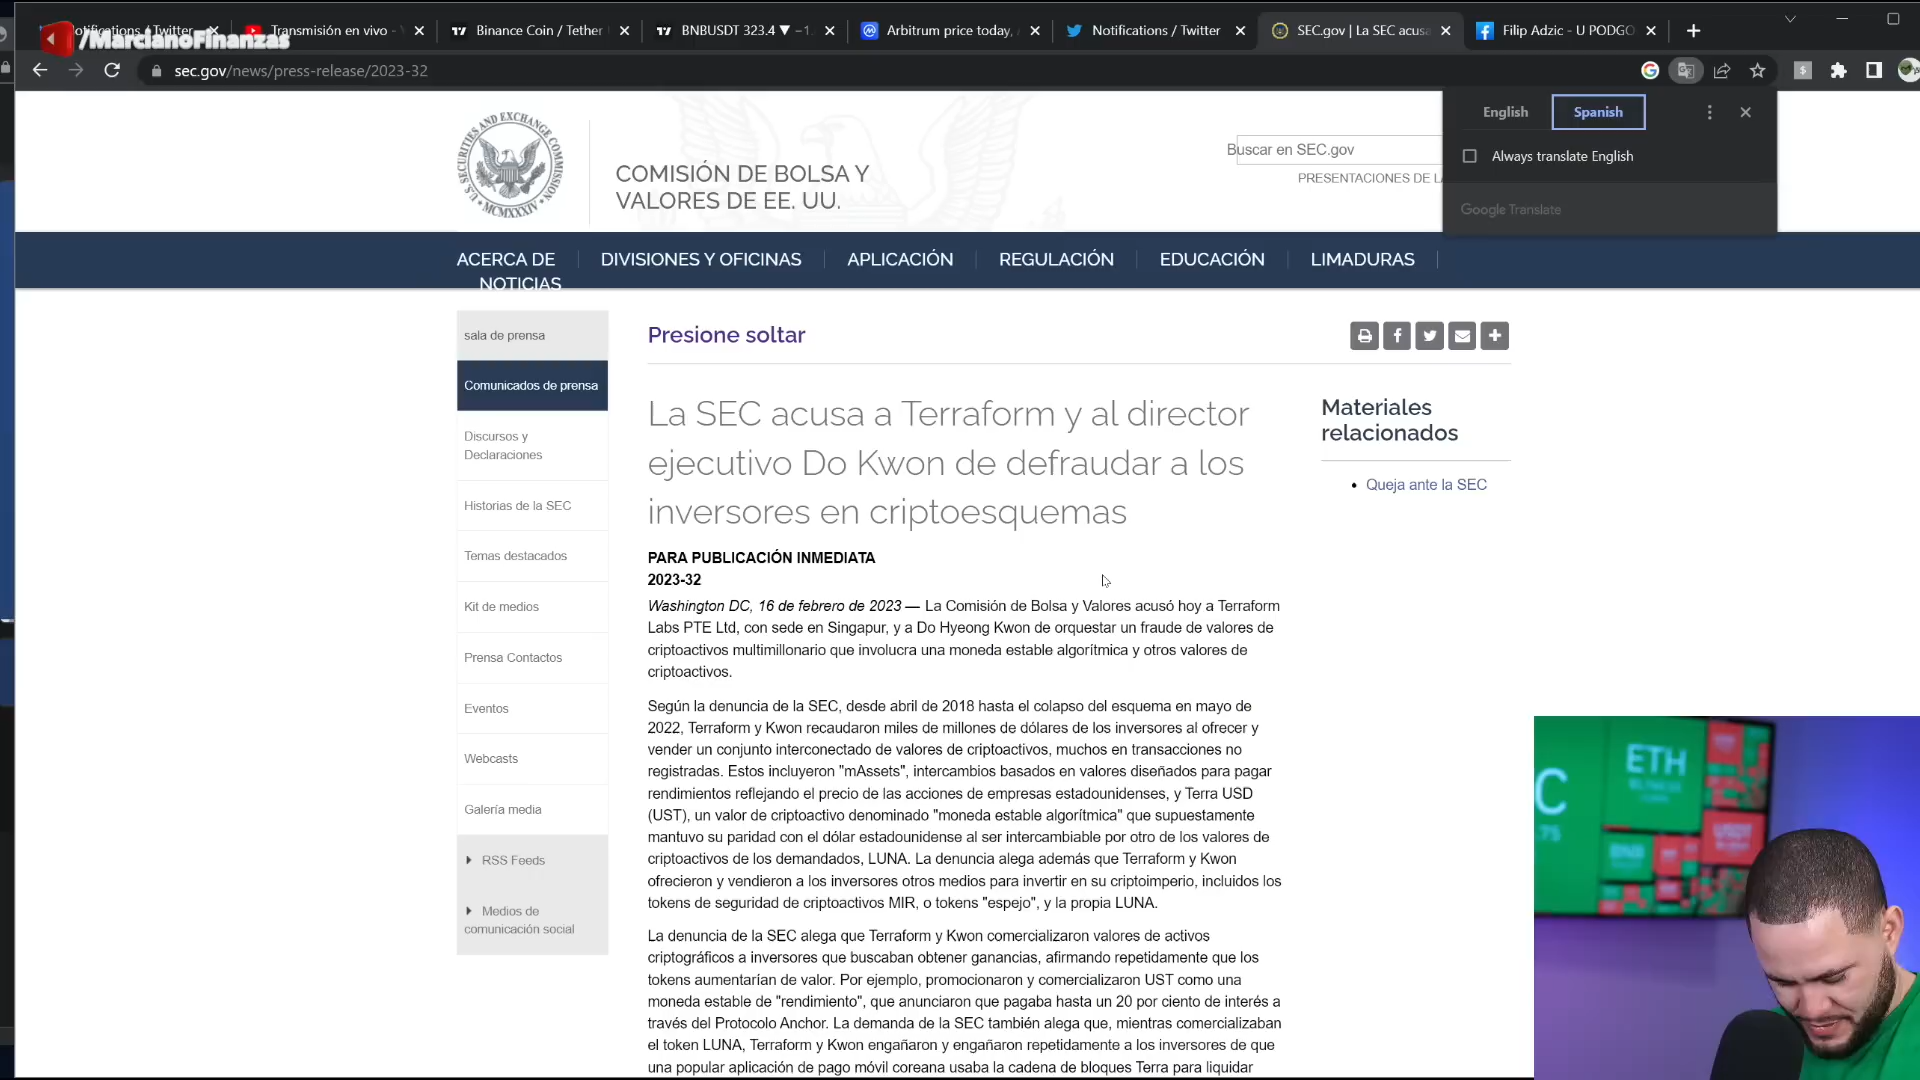 Notifications / Twitter
Transmisión en vivo -
Binance Coin / Tether
BNBUSDT 323.4 ▼ −1.
Arbitrum price today,
Notifications / Twitter
SEC.gov | La SEC acusa
Filip Adzic - U PODGO
/MarcianoFinanzas
sec.gov/news/press-release/2023-32
English
Spanish
Always translate English
Google Translate
COMISIÓN DE BOLSA Y
VALORES DE EE. UU.
U.S. SECURITIES AND EXCHANGE COMMISSION
MCMXXXIV
Buscar en SEC.gov
PRESENTACIONES DE LA
ACERCA DE
DIVISIONES Y OFICINAS
APLICACIÓN
REGULACIÓN
EDUCACIÓN
LIMADURAS
NOTICIAS
sala de prensa
Comunicados de prensa
Discursos y
Declaraciones
Historias de la SEC
Temas destacados
Kit de medios
Prensa Contactos
Eventos
Webcasts
Galería media
RSS Feeds
Medios de
comunicación social
Presione soltar
La SEC acusa a Terraform y al director
ejecutivo Do Kwon de defraudar a los
inversores en criptoesquemas
PARA PUBLICACIÓN INMEDIATA
2023-32
Washington DC, 16 de febrero de 2023 — La Comisión de Bolsa y Valores acusó hoy a Terraform
Labs PTE Ltd, con sede en Singapur, y a Do Hyeong Kwon de orquestar un fraude de valores de
criptoactivos multimillonario que involucra una moneda estable algorítmica y otros valores de
criptoactivos.
Según la denuncia de la SEC, desde abril de 2018 hasta el colapso del esquema en mayo de
2022, Terraform y Kwon recaudaron miles de millones de dólares de los inversores al ofrecer y
vender un conjunto interconectado de valores de criptoactivos, muchos en transacciones no
registradas. Estos incluyeron "mAssets", intercambios basados en valores diseñados para pagar
rendimientos reflejando el precio de las acciones de empresas estadounidenses, y Terra USD
(UST), un valor de criptoactivo denominado "moneda estable algorítmica" que supuestamente
mantuvo su paridad con el dólar estadounidense al ser intercambiable por otro de los valores de
criptoactivos de los demandados, LUNA. La denuncia alega además que Terraform y Kwon
ofrecieron y vendieron a los inversores otros medios para invertir en su criptoimperio, incluidos los
tokens de seguridad de criptoactivos MIR, o tokens "espejo", y la propia LUNA.
La denuncia de la SEC alega que Terraform y Kwon comercializaron valores de activos
criptográficos a inversores que buscaban obtener ganancias, afirmando repetidamente que los
tokens aumentarían de valor. Por ejemplo, promocionaron y comercializaron UST como una
moneda estable de "rendimiento", que anunciaron que pagaba hasta un 20 por ciento de interés a
través del Protocolo Anchor. La demanda de la SEC también alega que, mientras comercializaban
el token LUNA, Terraform y Kwon engañaron y engañaron repetidamente a los inversores de que
una popular aplicación de pago móvil coreana usaba la cadena de bloques Terra para liquidar
Materiales
relacionados
Queja ante la SEC
ETH
C
.75
BNB